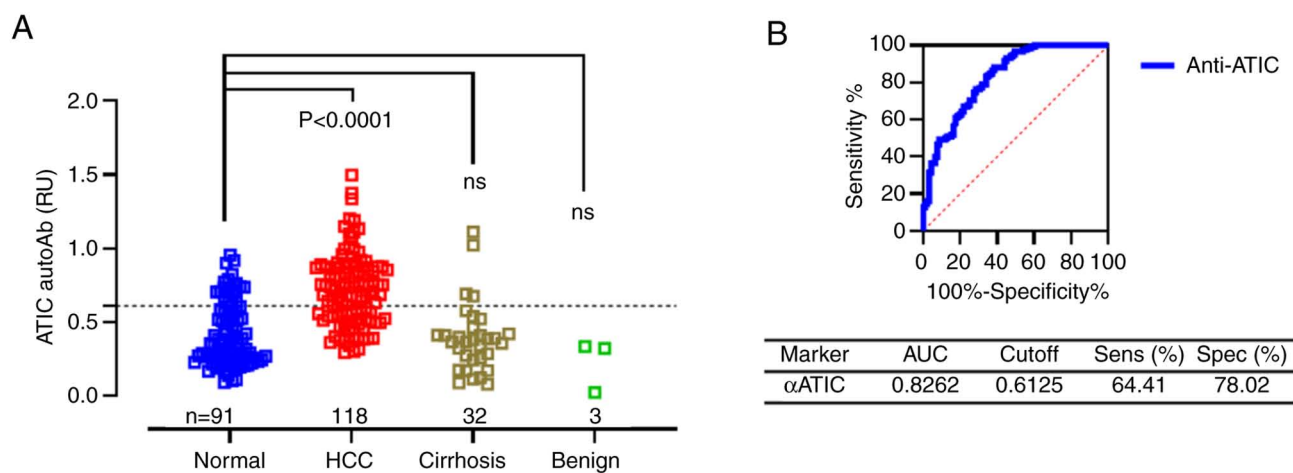 A
P<0.0001
ns
ns
ATIC autoAb (RU)
2.0
1.5
1.0
0.5
0.0
n=91 118 32 3
Normal HCC Cirrhosis Benign
B
Anti-ATIC
Sensitivity %
100
80
60
40
20
0
0 20 40 60 80 100
100%-Specificity%
Marker AUC Cutoff Sens (%) Spec (%)
αATIC 0.8262 0.6125 64.41 78.02